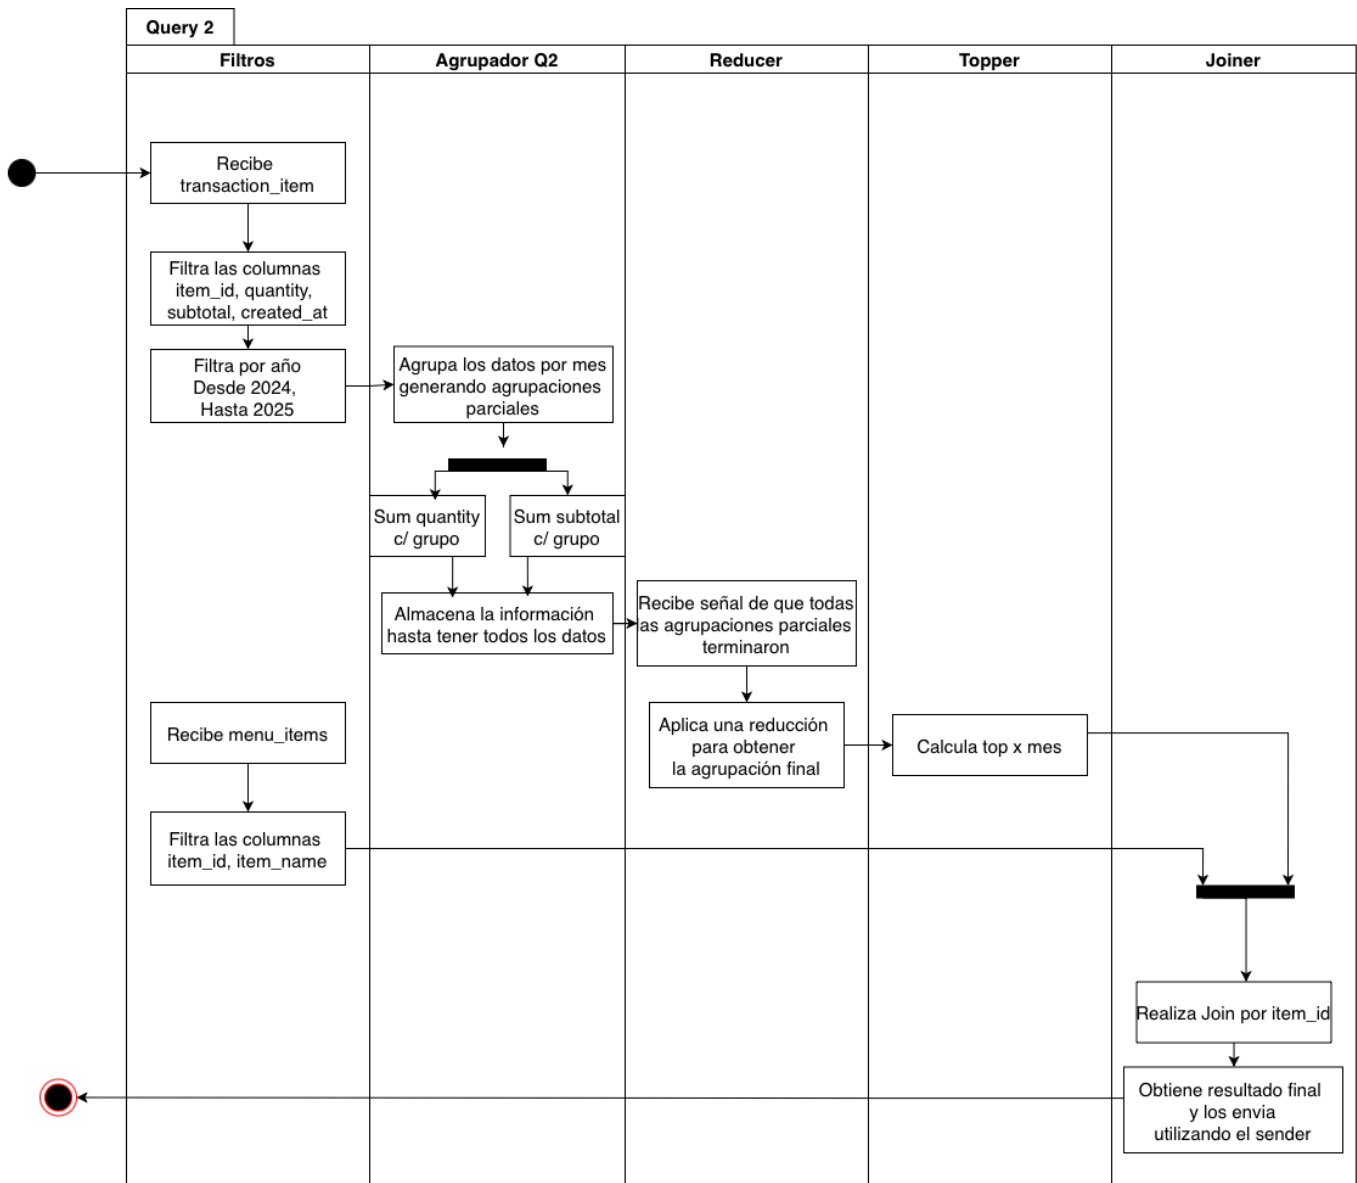 Query 2
Filtros
Agrupador Q2
Reducer
Topper
Joiner
Recibe
transaction_item
Filtra las columnas
item_id, quantity,
subtotal, created_at
Filtra por año
Desde 2024,
Hasta 2025
Agrupa los datos por mes
generando agrupaciones
parciales
Sum quantity
c/ grupo
Sum subtotal
c/ grupo
Almacena la información
hasta tener todos los datos
Recibe señal de que todas
as agrupaciones parciales
terminaron
Recibe menu_items
Aplica una reducción
para obtener
la agrupación final
Calcula top x mes
Filtra las columnas
item_id, item_name
Realiza Join por item_id
Obtiene resultado final
y los envia
utilizando el sender